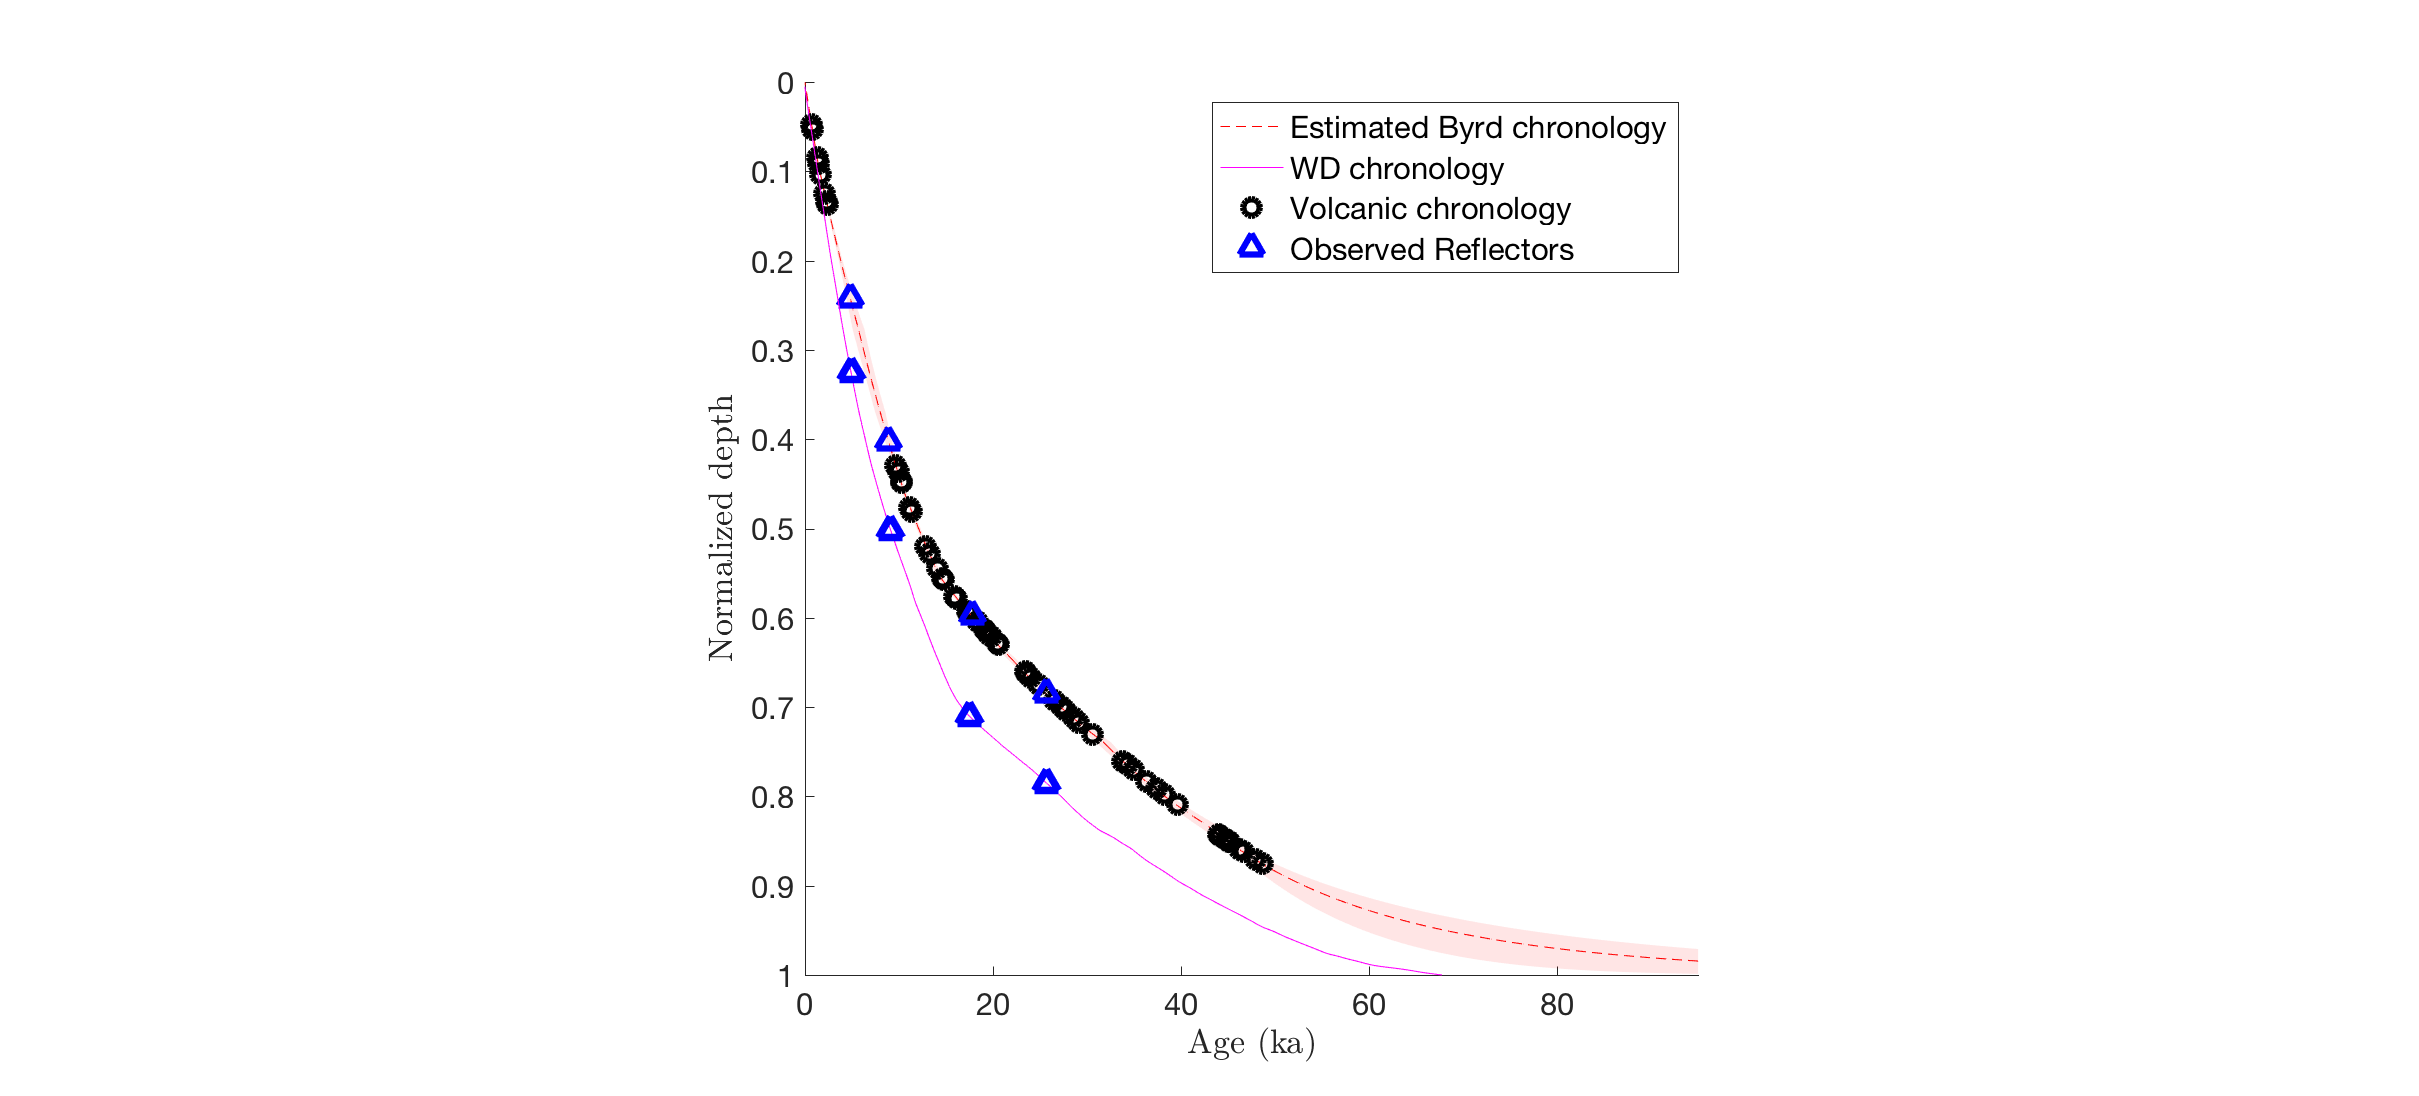 0
0.1
0.2
0.3
0.4
0.5
0.6
0.7
0.8
0.9
1
Normalized depth
Estimated Byrd chronology
WD chronology
Volcanic chronology
Observed Reflectors
0 20 40 60 80
Age (ka)